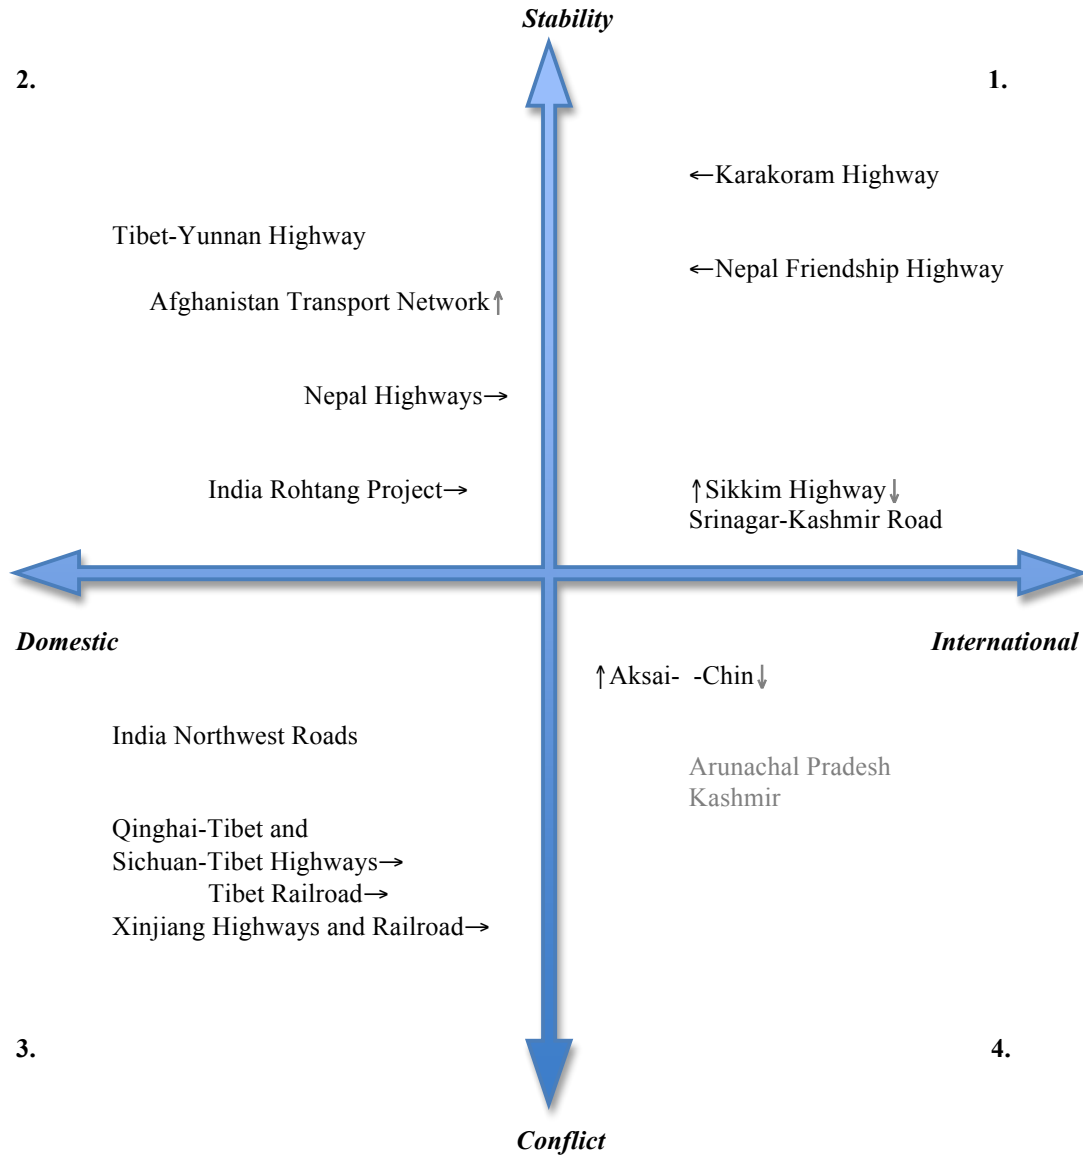 Stability
2.
1.
←Karakoram Highway
Tibet-Yunnan Highway
←Nepal Friendship Highway
Afghanistan Transport Network↑
Nepal Highways→
India Rohtang Project→
↑Sikkim Highway↓
Srinagar-Kashmir Road
Domestic
International
↑Aksai- -Chin↓
India Northwest Roads
Arunachal Pradesh
Kashmir
Qinghai-Tibet and
Sichuan-Tibet Highways→
Tibet Railroad→
Xinjiang Highways and Railroad→
3.
4.
Conflict